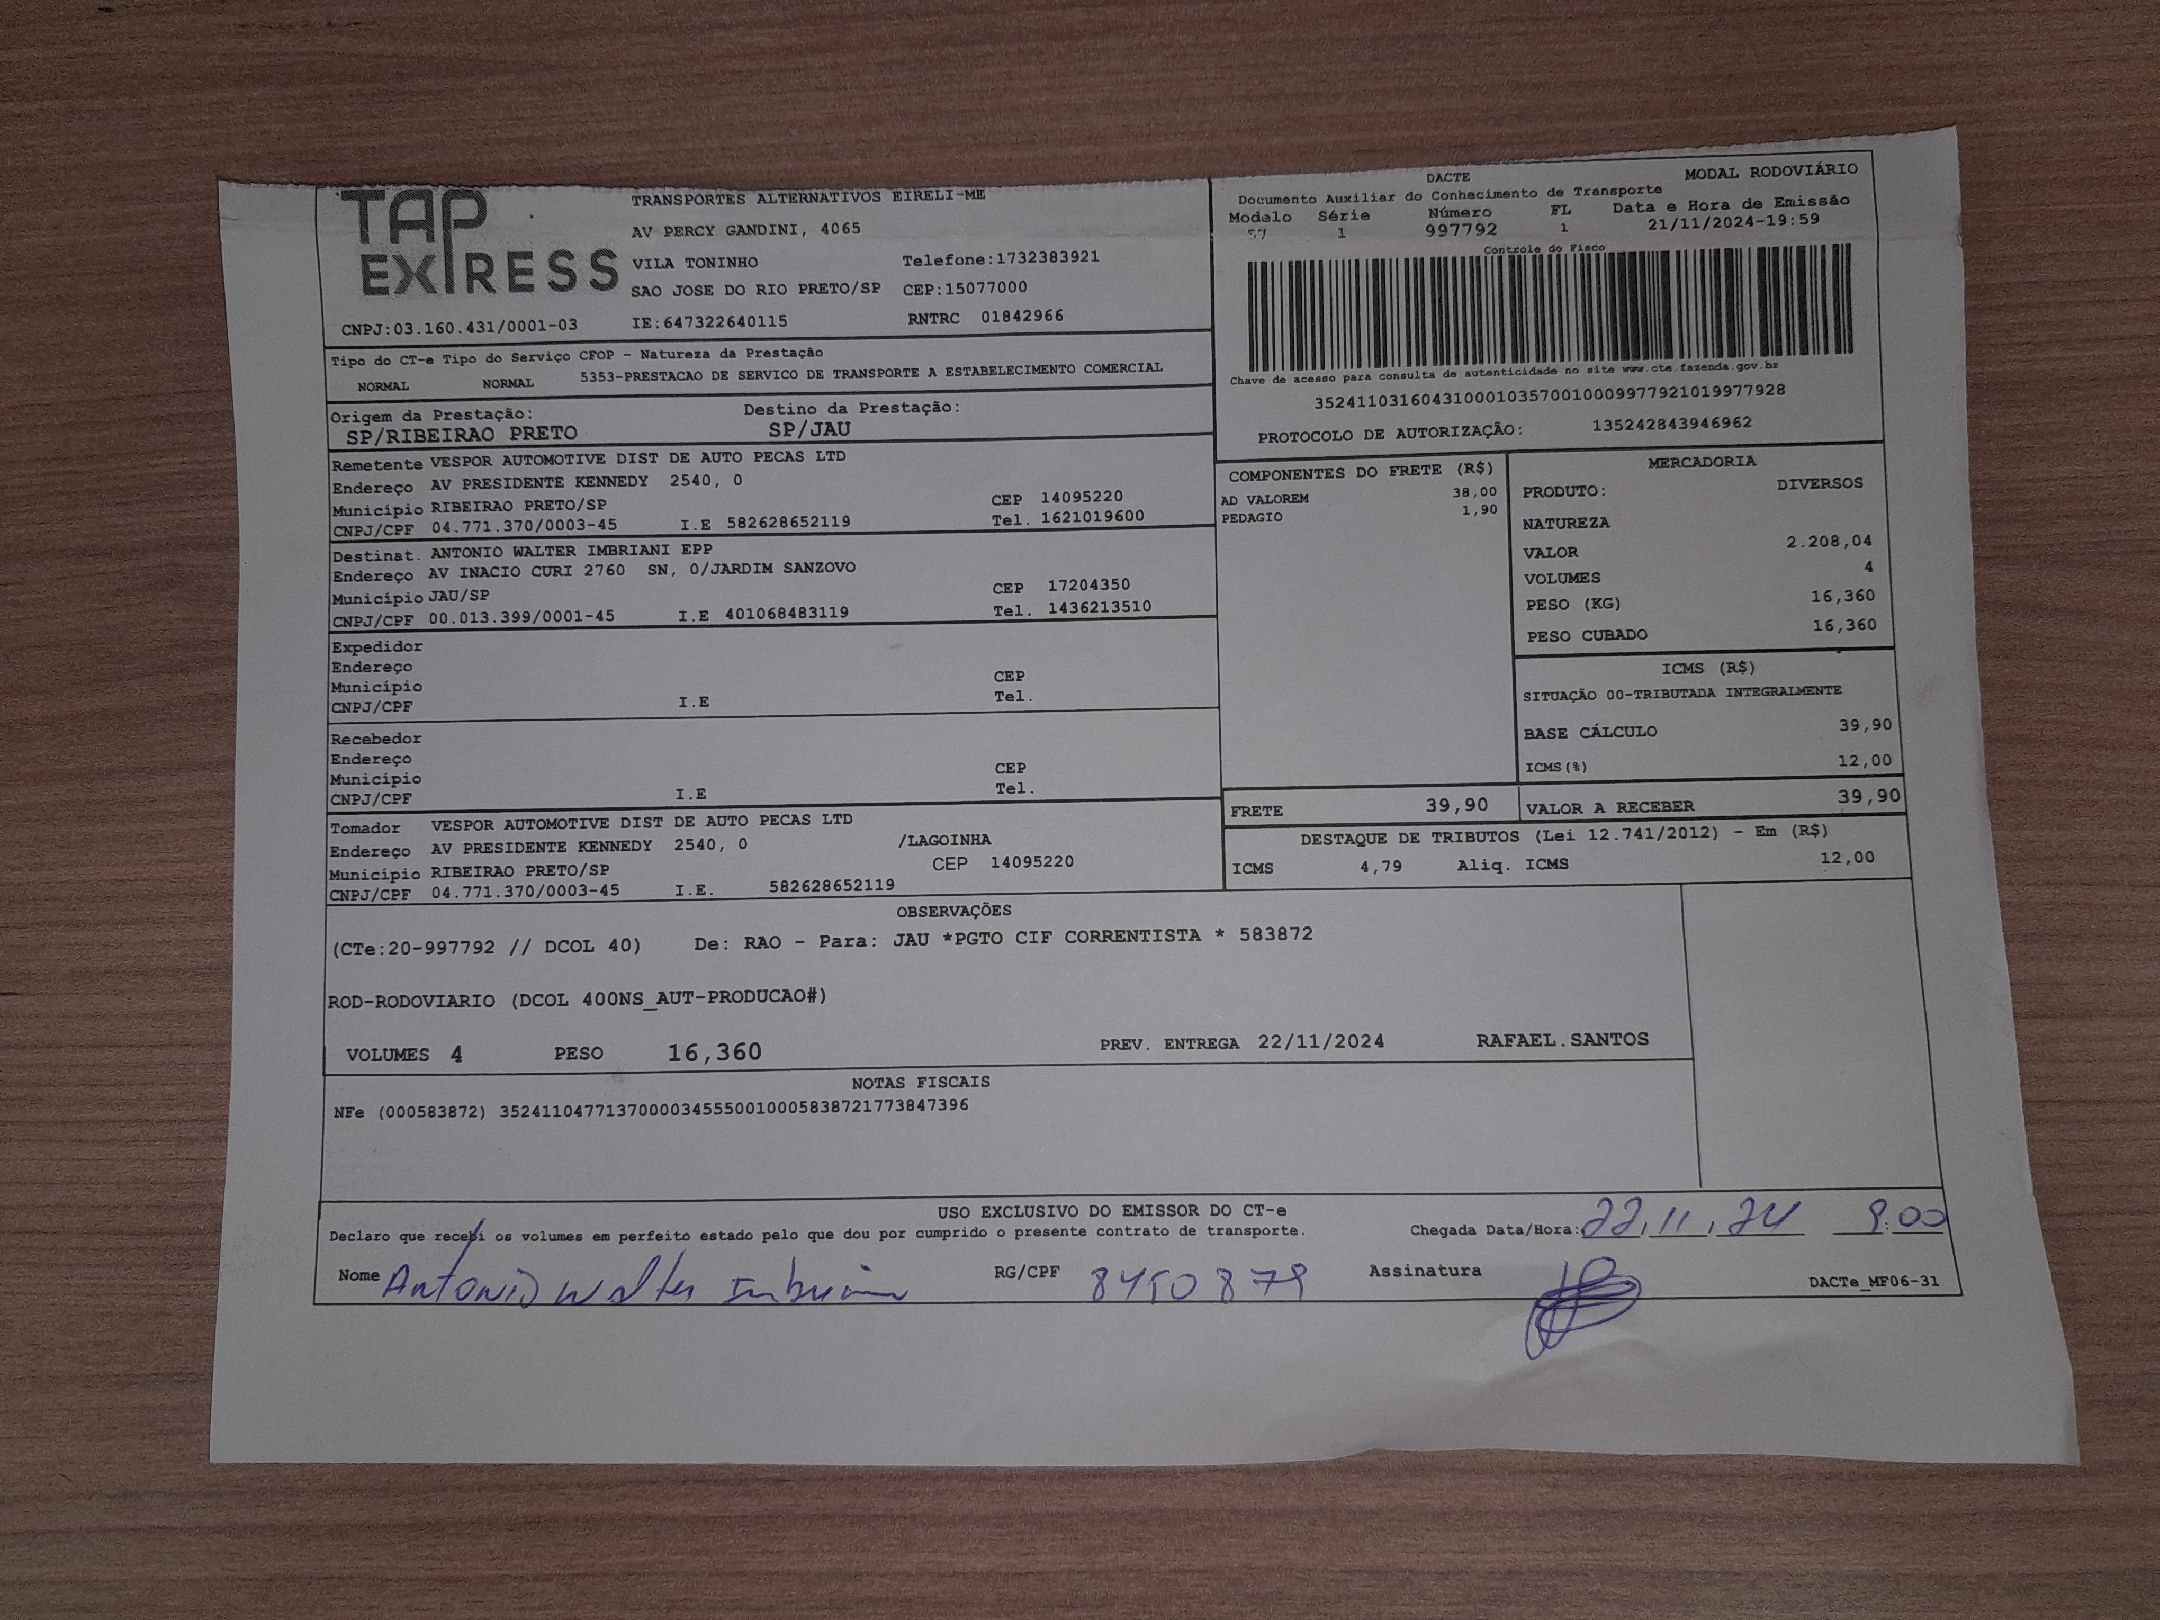 TAP EXPRESS
CNPJ:03.160.431/0001-03
TRANSPORTES ALTERNATIVOS EIRELI-ME
AV PERCY GANDINI, 4065
VILA TONINHO Telefone:1732383921
SAO JOSE DO RIO PRETO/SP CEP:15077000
IE:647322640115 RNTRC 01842966
DACTE MODAL RODOVIÁRIO
Documento Auxiliar do Conhecimento de Transporte
Modelo Série Número FL Data e Hora de Emissão
57 1 997792 1 21/11/2024-19:59
Controle do Fisco
Chave de acesso para consulta de autenticidade no site www.cte.fazenda.gov.br
35241103160431000103570010009977921019977928
PROTOCOLO DE AUTORIZAÇÃO: 135242843946962
Tipo do CT-e Tipo do Serviço CFOP - Natureza da Prestação
NORMAL NORMAL 5353-PRESTACAO DE SERVICO DE TRANSPORTE A ESTABELECIMENTO COMERCIAL
Origem da Prestação: Destino da Prestação:
SP/RIBEIRAO PRETO SP/JAU
Remetente VESPOR AUTOMOTIVE DIST DE AUTO PECAS LTD
Endereço AV PRESIDENTE KENNEDY 2540, 0
Município RIBEIRAO PRETO/SP CEP 14095220
CNPJ/CPF 04.771.370/0003-45 I.E 582628652119 Tel. 1621019600
Destinat. ANTONIO WALTER IMBRIANI EPP
Endereço AV INACIO CURI 2760 SN, 0/JARDIM SANZOVO
Município JAU/SP CEP 17204350
CNPJ/CPF 00.013.399/0001-45 I.E 401068483119 Tel. 1436213510
Expedidor
Endereço
Município CEP
CNPJ/CPF I.E Tel.
Recebedor
Endereço
Município CEP
CNPJ/CPF I.E Tel.
Tomador VESPOR AUTOMOTIVE DIST DE AUTO PECAS LTD
Endereço AV PRESIDENTE KENNEDY 2540, 0 /LAGOINHA
Município RIBEIRAO PRETO/SP CEP 14095220
CNPJ/CPF 04.771.370/0003-45 I.E. 582628652119
COMPONENTES DO FRETE (R$)
AD VALOREM 38,00
PEDAGIO 1,90
MERCADORIA
PRODUTO: DIVERSOS
NATUREZA
VALOR 2.208,04
VOLUMES 4
PESO (KG) 16,360
PESO CUBADO 16,360
ICMS (R$)
SITUAÇÃO 00-TRIBUTADA INTEGRALMENTE
BASE CÁLCULO 39,90
ICMS(%) 12,00
FRETE 39,90 VALOR A RECEBER 39,90
DESTAQUE DE TRIBUTOS (Lei 12.741/2012) - Em (R$)
ICMS 4,79 Aliq. ICMS 12,00
OBSERVAÇÕES
(CTe:20-997792 // DCOL 40) De: RAO - Para: JAU *PGTO CIF CORRENTISTA * 583872
ROD-RODOVIARIO (DCOL 400NS_AUT-PRODUCAO#)
VOLUMES 4 PESO 16,360 PREV. ENTREGA 22/11/2024 RAFAEL.SANTOS
NOTAS FISCAIS
NFe (000583872) 35241104771370000345550010005838721773847396
USO EXCLUSIVO DO EMISSOR DO CT-e
Declaro que recebi os volumes em perfeito estado pelo que dou por cumprido o presente contrato de transporte. Chegada Data/Hora: 22.11.24 9:00
Nome Antonio Walter Imbriani RG/CPF 8450879 Assinatura
DACTe_MF06-31